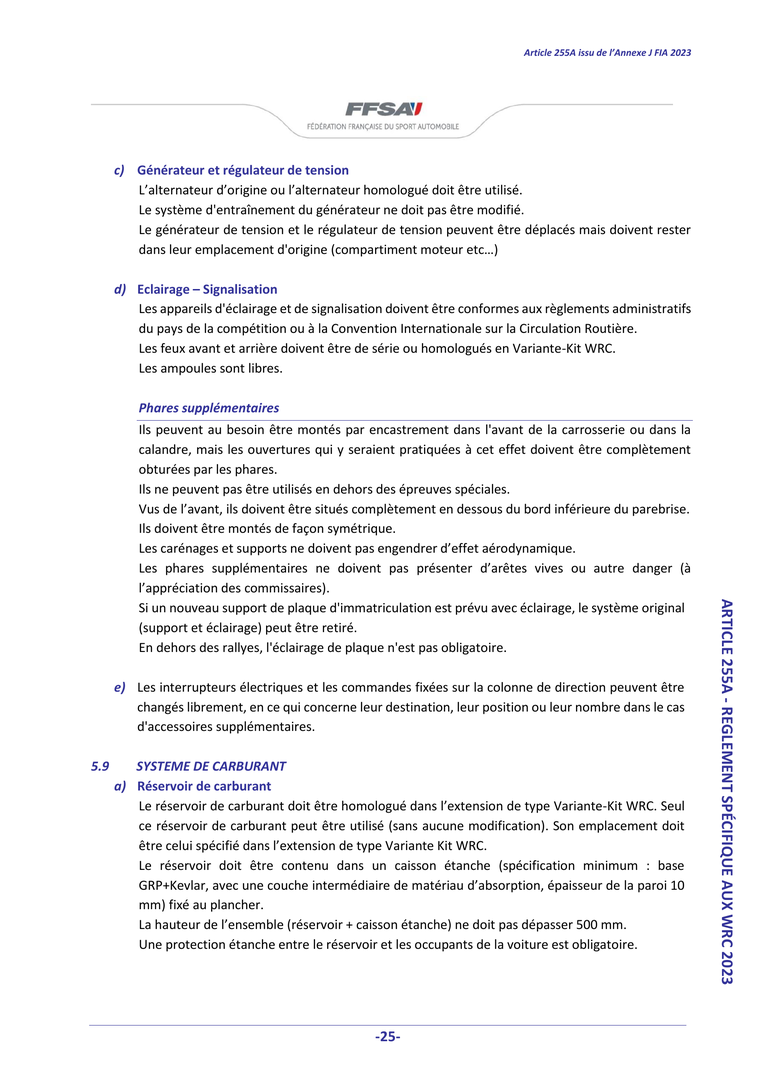 Article 255A issu de l’Annexe J FIA 2023
FFSA
FÉDÉRATION FRANÇAISE DU SPORT AUTOMOBILE
c) Générateur et régulateur de tension
L’alternateur d’origine ou l’alternateur homologué doit être utilisé.
Le système d'entraînement du générateur ne doit pas être modifié.
Le générateur de tension et le régulateur de tension peuvent être déplacés mais doivent rester
dans leur emplacement d'origine (compartiment moteur etc…)
d) Eclairage – Signalisation
Les appareils d'éclairage et de signalisation doivent être conformes aux règlements administratifs
du pays de la compétition ou à la Convention Internationale sur la Circulation Routière.
Les feux avant et arrière doivent être de série ou homologués en Variante-Kit WRC.
Les ampoules sont libres.
Phares supplémentaires
Ils peuvent au besoin être montés par encastrement dans l'avant de la carrosserie ou dans la
calandre, mais les ouvertures qui y seraient pratiquées à cet effet doivent être complètement
obturées par les phares.
Ils ne peuvent pas être utilisés en dehors des épreuves spéciales.
Vus de l’avant, ils doivent être situés complètement en dessous du bord inférieure du parebrise.
Ils doivent être montés de façon symétrique.
Les carénages et supports ne doivent pas engendrer d’effet aérodynamique.
Les phares supplémentaires ne doivent pas présenter d’arêtes vives ou autre danger (à
l’appréciation des commissaires).
Si un nouveau support de plaque d'immatriculation est prévu avec éclairage, le système original
(support et éclairage) peut être retiré.
En dehors des rallyes, l'éclairage de plaque n'est pas obligatoire.
e) Les interrupteurs électriques et les commandes fixées sur la colonne de direction peuvent être
changés librement, en ce qui concerne leur destination, leur position ou leur nombre dans le cas
d'accessoires supplémentaires.
5.9 SYSTEME DE CARBURANT
a) Réservoir de carburant
Le réservoir de carburant doit être homologué dans l’extension de type Variante-Kit WRC. Seul
ce réservoir de carburant peut être utilisé (sans aucune modification). Son emplacement doit
être celui spécifié dans l’extension de type Variante Kit WRC.
Le réservoir doit être contenu dans un caisson étanche (spécification minimum : base
GRP+Kevlar, avec une couche intermédiaire de matériau d’absorption, épaisseur de la paroi 10
mm) fixé au plancher.
La hauteur de l’ensemble (réservoir + caisson étanche) ne doit pas dépasser 500 mm.
Une protection étanche entre le réservoir et les occupants de la voiture est obligatoire.
ARTICLE 255A - REGLEMENT SPÉCIFIQUE AUX WRC 2023
-25-